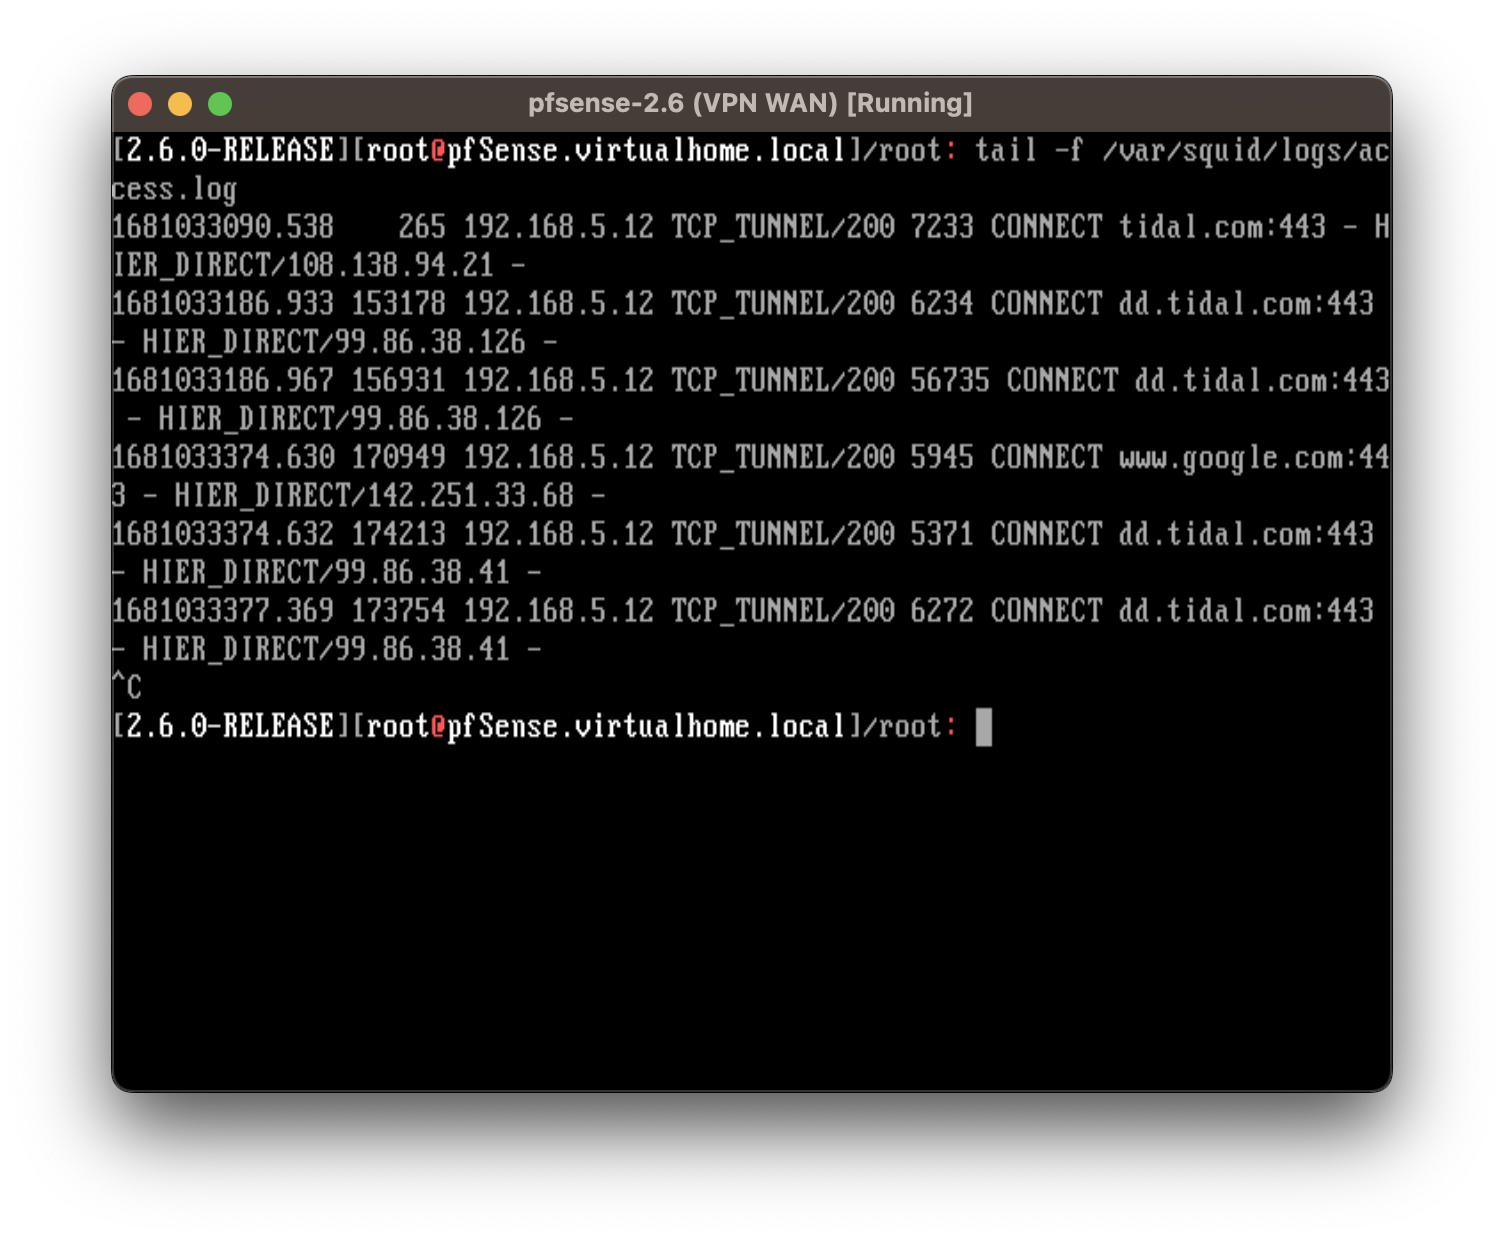 pfsense-2.6 (VPN WAN) [Running]
[2.6.0-RELEASE][root@pfSense.virtualhome.local]/root: tail -f /var/squid/logs/ac
cess.log
1681033090.538    265 192.168.5.12 TCP_TUNNEL/200 7233 CONNECT tidal.com:443 - H
IER_DIRECT/108.138.94.21 -
1681033186.933 153178 192.168.5.12 TCP_TUNNEL/200 6234 CONNECT dd.tidal.com:443
- HIER_DIRECT/99.86.38.126 -
1681033186.967 156931 192.168.5.12 TCP_TUNNEL/200 56735 CONNECT dd.tidal.com:443
 - HIER_DIRECT/99.86.38.126 -
1681033374.630 170949 192.168.5.12 TCP_TUNNEL/200 5945 CONNECT www.google.com:44
3 - HIER_DIRECT/142.251.33.68 -
1681033374.632 174213 192.168.5.12 TCP_TUNNEL/200 5371 CONNECT dd.tidal.com:443
- HIER_DIRECT/99.86.38.41 -
1681033377.369 173754 192.168.5.12 TCP_TUNNEL/200 6272 CONNECT dd.tidal.com:443
- HIER_DIRECT/99.86.38.41 -
^C
[2.6.0-RELEASE][root@pfSense.virtualhome.local]/root: